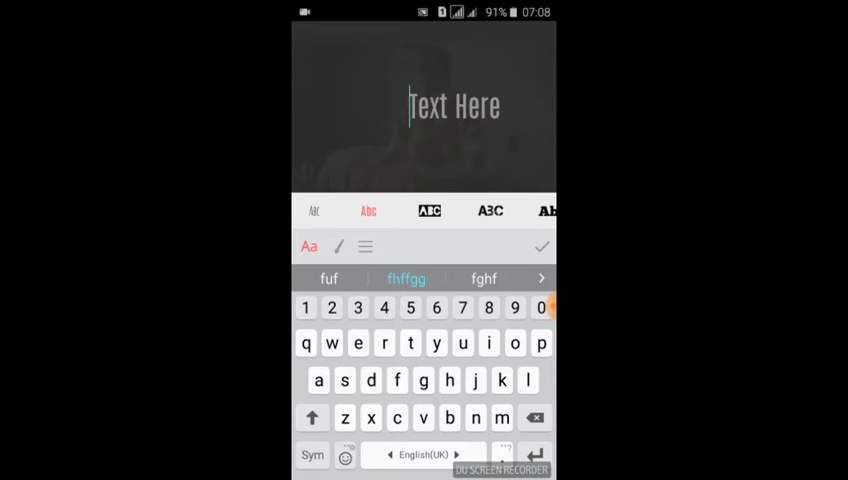 1 91% 07:08
Text Here
Abc Abc ABC ABC Ab
Aa
fuf fhffgg fghf >
1 2 3 4 5 6 7 8 9 0
q w e r t y u i o p
a s d f g h j k l
z x c v b n m
Sym English(UK) .
DU SCREEN RECORDER